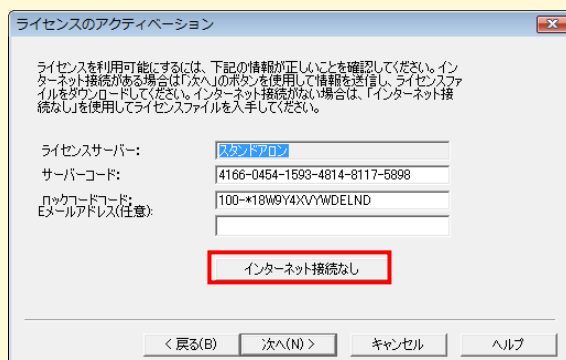 ライセンスのアクティベーション
ライセンスを利用可能にするには、下記の情報が正しいことを確認してください。イン
ターネット接続がある場合は「次へ」のボタンを使用して情報を送信し、ライセンスファ
イルをダウンロードしてください。インターネット接続がない場合は、「インターネット接
続なし」を使用してライセンスファイルを入手してください。
ライセンスサーバー: スタンドアロン
サーバーコード: 4166-0454-1593-4814-8117-5898
ロックコードコード: 100-*18W9Y4XVYWDELND
Eメールアドレス(任意):
インターネット接続なし
< 戻る(B) 次へ(N) > キャンセル ヘルプ